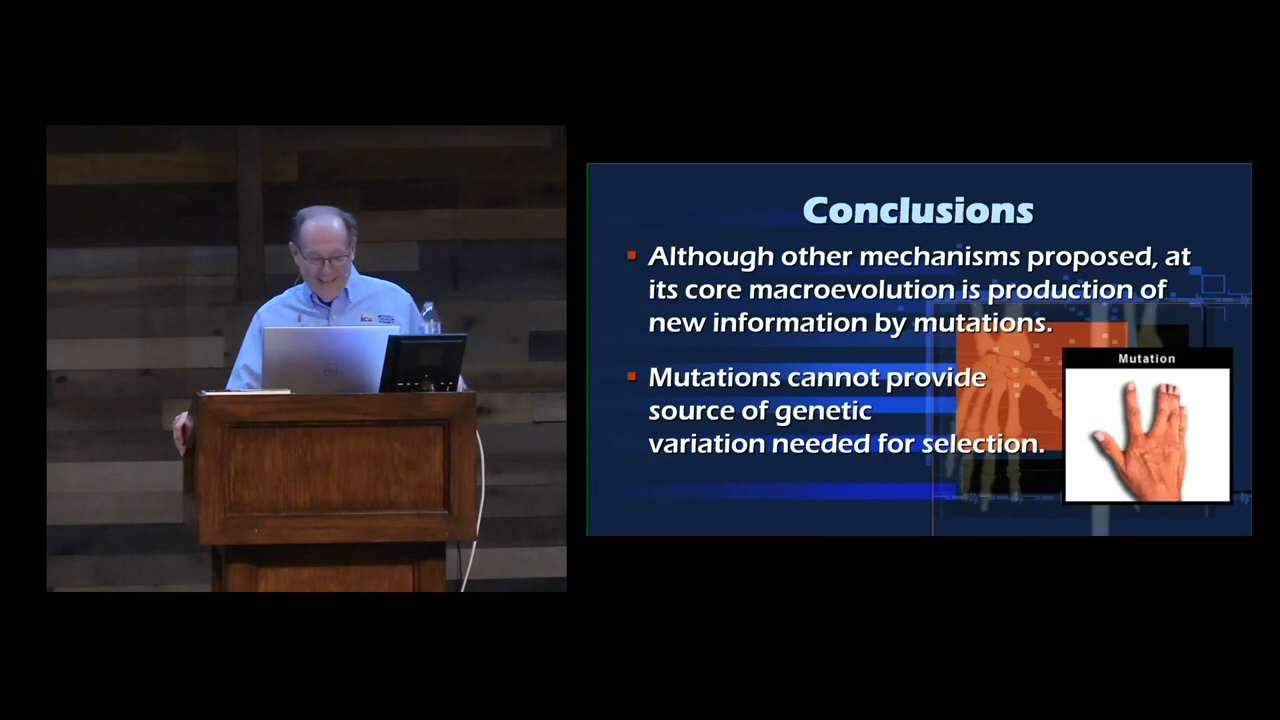 Conclusions
Although other mechanisms proposed, at
its core macroevolution is production of
new information by mutations.
Mutation
Mutations cannot provide
source of genetic
variation needed for selection.